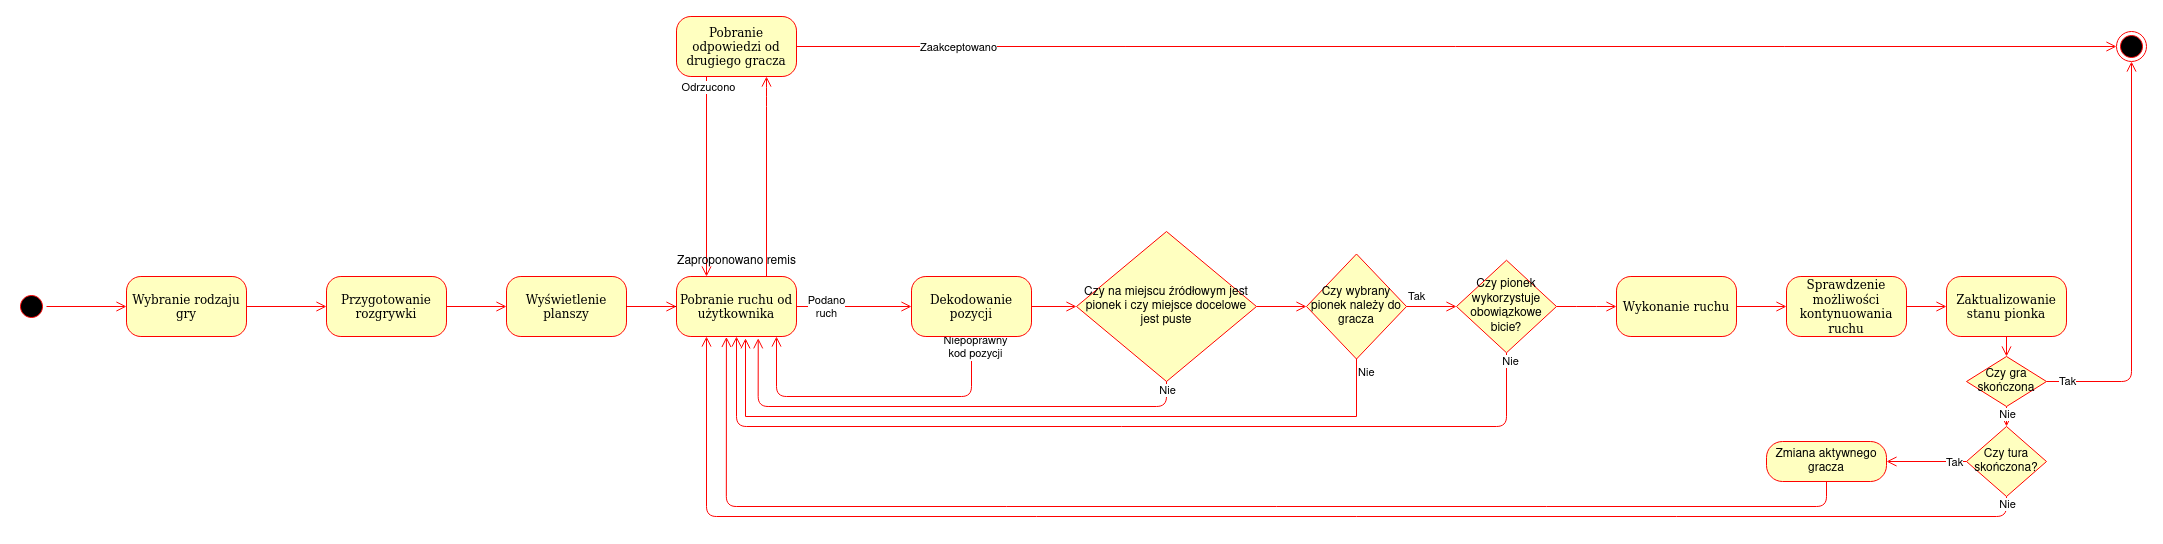 Pobranie
odpowiedzi od
drugiego gracza
Zaakceptowano
Odrzucono
Zaproponowano remis
Wybranie rodzaju
gry
Przygotowanie
rozgrywki
Wyświetlenie
planszy
Pobranie ruchu od
użytkownika
Podano
ruch
Dekodowanie
pozycji
Niepoprawny
kod pozycji
Czy na miejscu źródłowym jest
pionek i czy miejsce docelowe
jest puste
Nie
Czy wybrany
pionek należy do
gracza
Tak
Nie
Czy pionek
wykorzystuje
obowiązkowe
bicie?
Nie
Wykonanie ruchu
Sprawdzenie
możliwości
kontynuowania
ruchu
Zaktualizowanie
stanu pionka
Czy gra
skończona
Tak
Nie
Czy tura
skończona?
Tak
Nie
Zmiana aktywnego
gracza